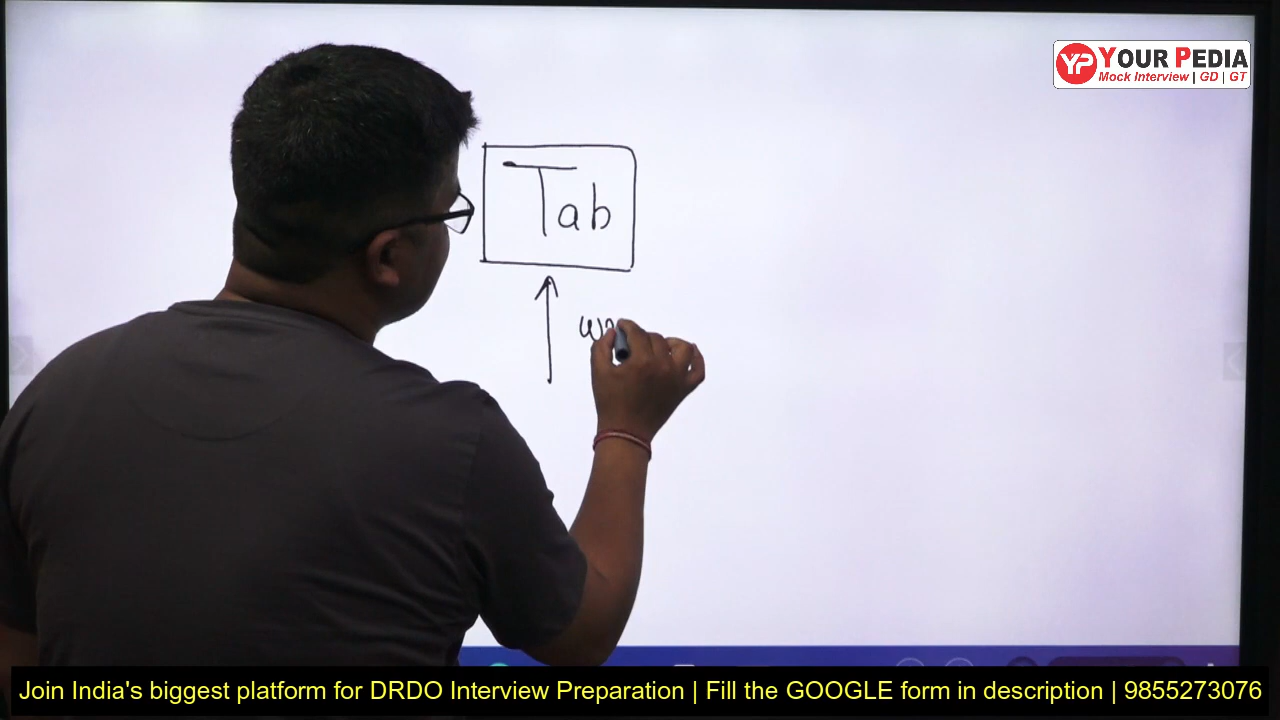 YP YOUR PEDIA
Mock Interview | GD | GT
Tab
Join India's biggest platform for DRDO Interview Preparation | Fill the GOOGLE form in description | 9855273076